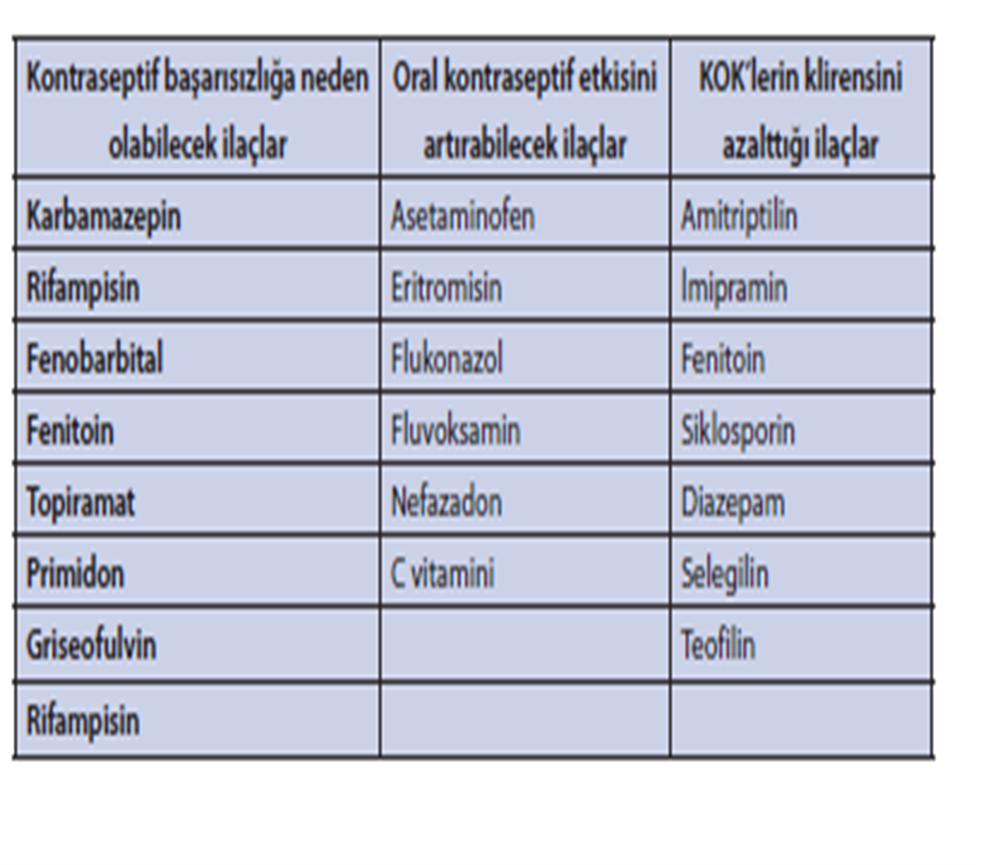 Kontraseptif başarısızlığa neden olabilecek ilaçlar | Oral kontraseptif etkisini artırabilecek ilaçlar | KOK´lerin klirensini azalttığı ilaçlar
Karbamazepin | Asetaminofen | Amitriptilin
Rifampisin | Eritromisin | İmipramin
Fenobarbital | Flukonazol | Fenitoin
Fenitoin | Fluvoksamin | Siklosporin
Topiramat | Nefazadon | Diazepam
Primidon | C vitamini | Selegilin
Griseofulvin | | Teofilin
Rifampisin